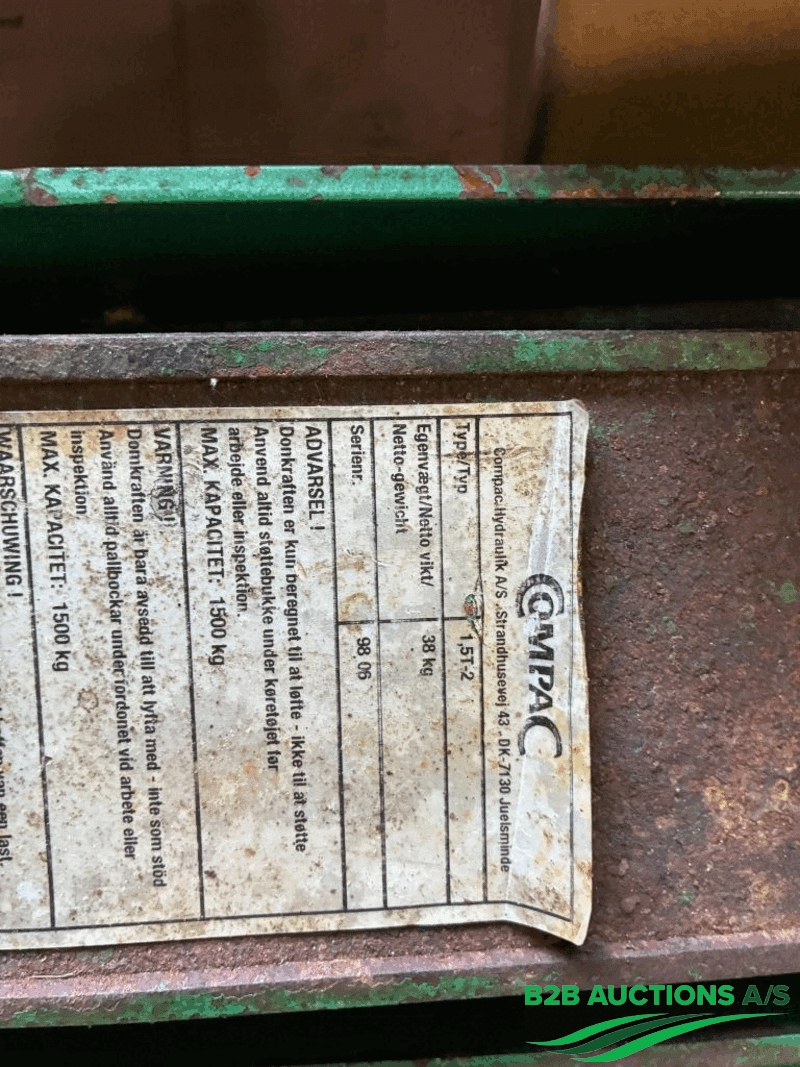 COMPAC
Compac Hydraulik A/S . Strandhusevej 43 . DK-7130 Juelsminde
Type/Typ 1,5T-2
Egenvægt/Netto vikt/ 38 kg
Netto-gewicht
Serienr. 98 06
ADVARSEL!
Donkraften er kun beregnet til at løfte - ikke til at støtte
Anvend altid støttebukke under køretøjet før
arbejde eller inspektion.
MAX. KAPACITET: 1500 kg
VARNING!!
Domkraften är bara avsedd till att lyfta med - inte som stöd
Använd alltid pallbockar under fordonet vid arbete eller
inspektion
MAX. KAPACITET: 1500 kg
WAARSCHUWING!
van een last.
B2B AUCTIONS A/S